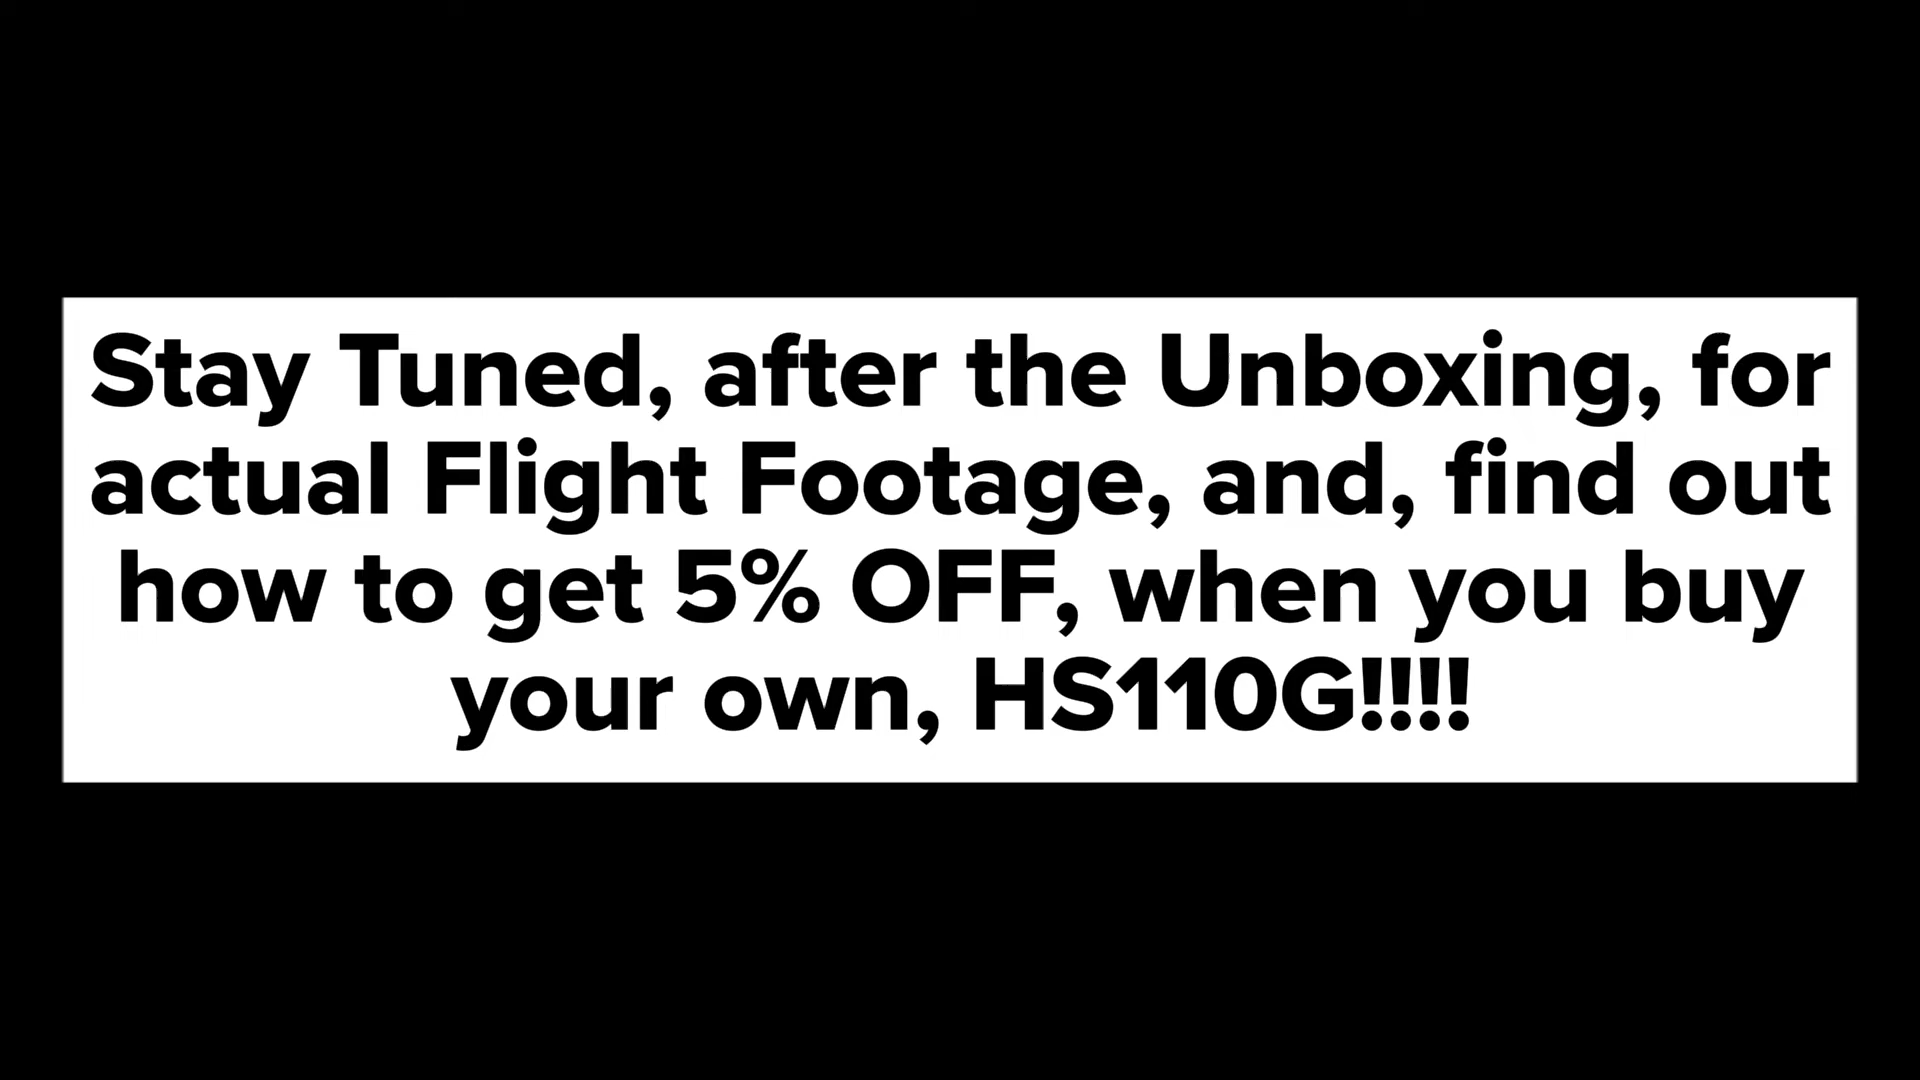 Stay Tuned, after the Unboxing, for
actual Flight Footage, and, find out
how to get 5% OFF, when you buy
your own, HS110G!!!!